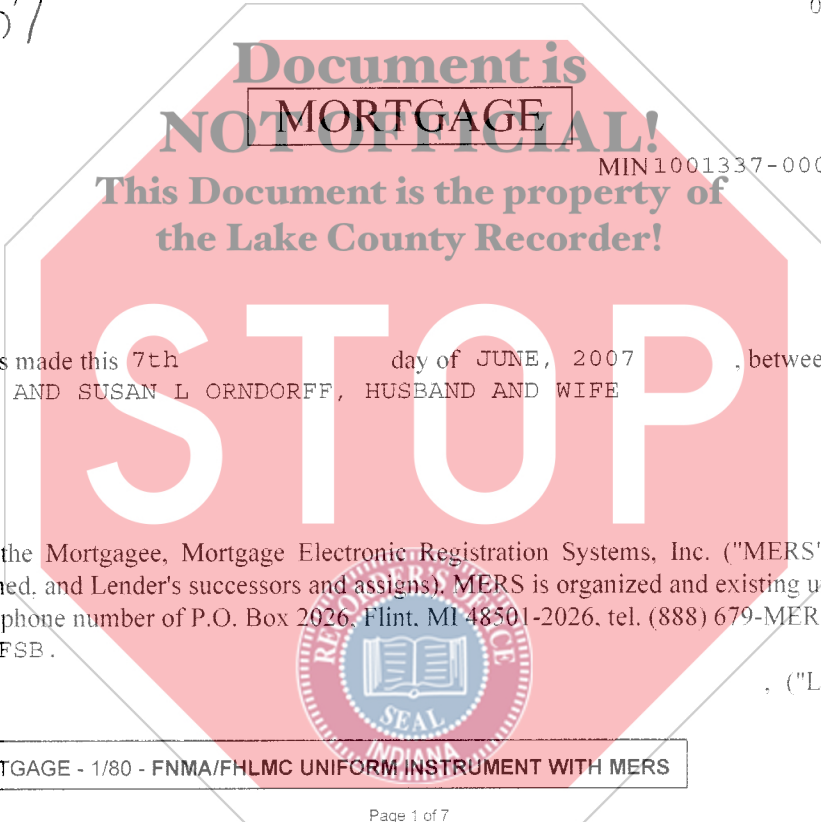 Document is
MORTGAGE
NOT OFFICIAL!
MIN 1001337-000
This Document is the property of
the Lake County Recorder!
STOP
s made this 7th day of JUNE, 2007 , betwee
AND SUSAN L ORNDORFF, HUSBAND AND WIFE
the Mortgagee, Mortgage Electronic Registration Systems, Inc. ("MERS"
ned, and Lender's successors and assigns). MERS is organized and existing u
phone number of P.O. Box 2026, Flint, MI 48501-2026, tel. (888) 679-MER
FSB.
, ("L
RECORDER'S OFFICE
SEAL
INDIANA
TGAGE - 1/80 - FNMA/FHLMC UNIFORM INSTRUMENT WITH MERS
Page 1 of 7